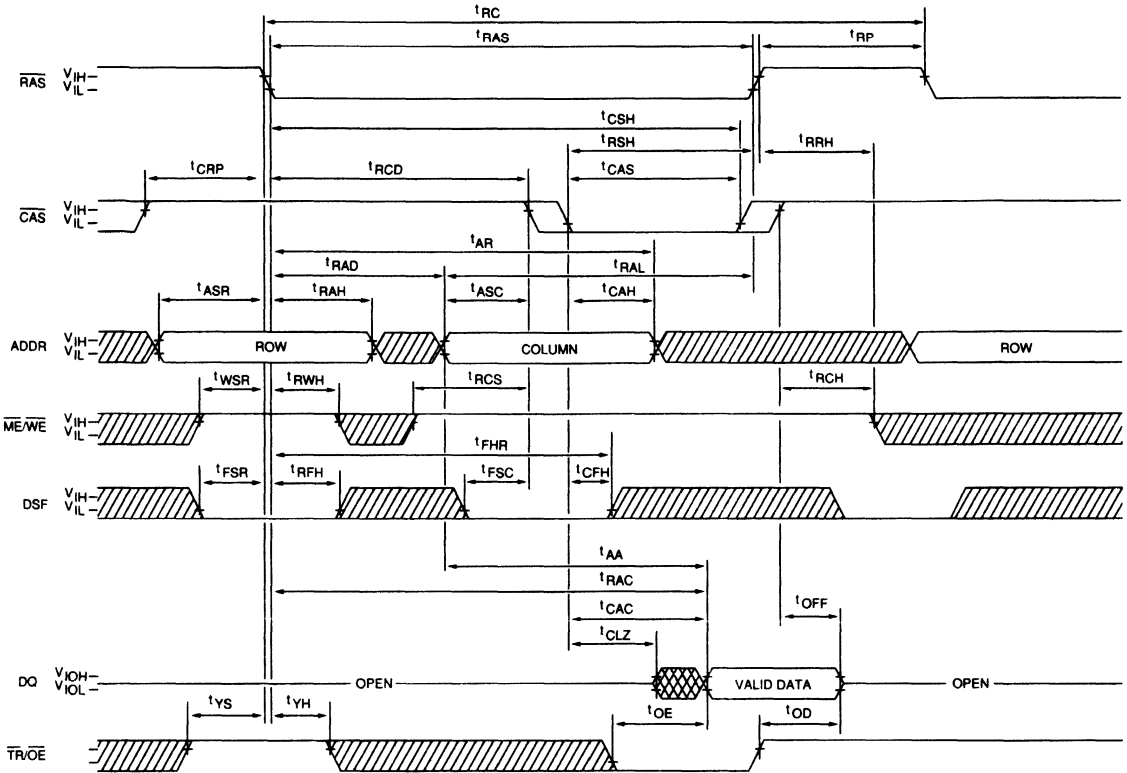 tRC
tRAS tRP
RAS VIH
VIL
tCSH
tRSH tRRH
tCRP tRCD tCAS
CAS VIH
VIL
tAR
tRAD tRAL
tASR tRAH tASC tCAH
ADDR VIH
VIL
ROW COLUMN ROW
tWSR tRWH tRCS tRCH
ME/WE VIH
VIL
tFHR
tFSR tRFH tFSC tCFH
DSF VIH
VIL
tAA
tRAC
tCAC tOFF
tCLZ
DQ VIOH
VIOL
OPEN VALID DATA OPEN
tYS tYH tOE tOD
TR/OE